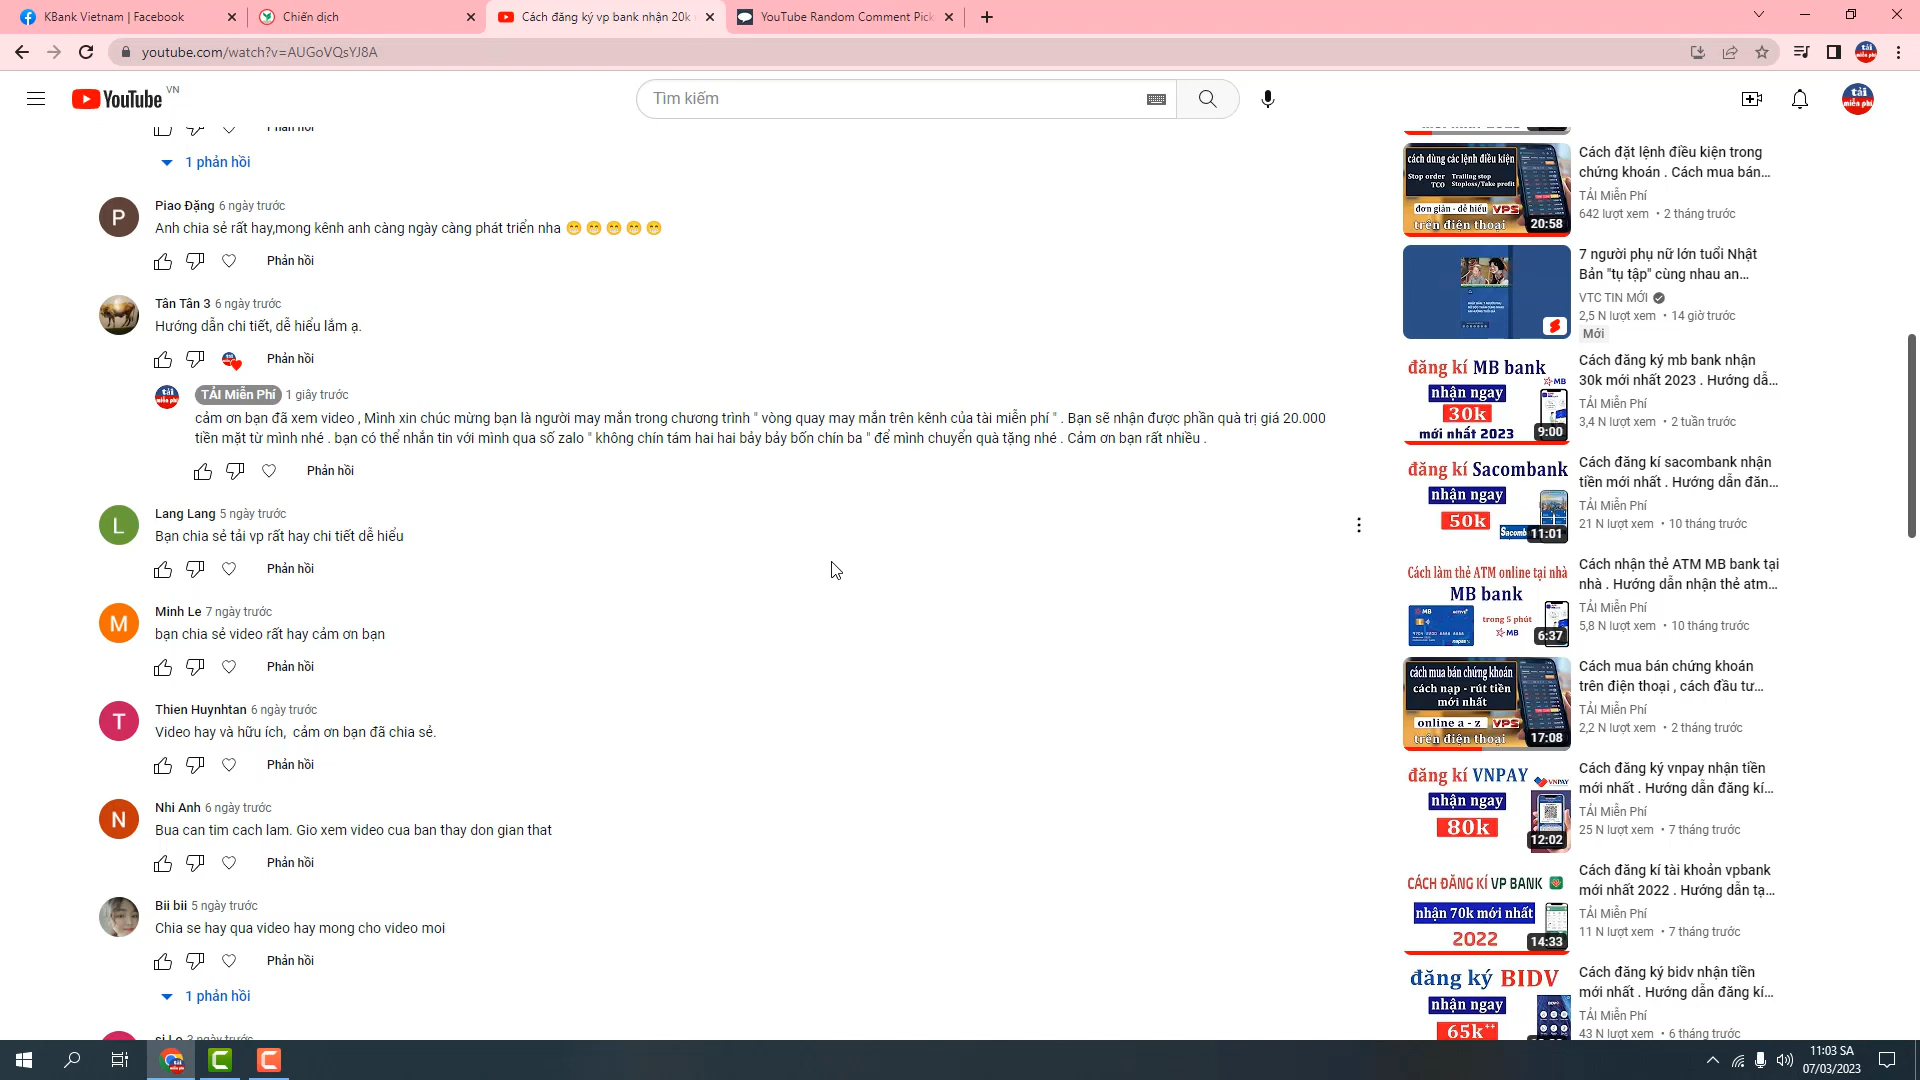 KBank Vietnam | Facebook
Chiến dịch
Cách đăng ký vp bank nhận 20k
YouTube Random Comment Pick
youtube.com/watch?v=AUGoVQsYJ8A
YouTube VN
Tìm kiếm
tải miễn phí
Phản hồi
1 phản hồi
Piao Đặng 6 ngày trước
Anh chia sẻ rất hay,mong kênh anh càng ngày càng phát triển nha 😁😁😁😁😁
Phản hồi
Tân Tân 3 6 ngày trước
Hướng dẫn chi tiết, dễ hiểu lắm ạ.
Phản hồi
TẢI Miễn Phí 1 giây trước
cảm ơn bạn đã xem video , Mình xin chúc mừng bạn là người may mắn trong chương trình " vòng quay may mắn trên kênh của tài miễn phí " . Bạn sẽ nhận được phần quà trị giá 20.000
tiền mặt từ mình nhé . bạn có thể nhắn tin với mình qua số zalo " không chín tám hai hai bảy bảy bốn chín ba " để mình chuyển quà tặng nhé . Cảm ơn bạn rất nhiều .
Phản hồi
L
Lang Lang 5 ngày trước
Bạn chia sẻ tải vp rất hay chi tiết dễ hiểu
Phản hồi
M
Minh Le 7 ngày trước
bạn chia sẻ video rất hay cảm ơn bạn
Phản hồi
T
Thien Huynhtan 6 ngày trước
Video hay và hữu ích, cảm ơn bạn đã chia sẻ.
Phản hồi
N
Nhi Anh 6 ngày trước
Bua can tim cach lam. Gio xem video cua ban thay don gian that
Phản hồi
Bii bii 5 ngày trước
Chia se hay qua video hay mong cho video moi
Phản hồi
1 phản hồi
si Lo 3 ngày trước
cách dùng các lệnh điều kiện
Stop order Trailing stop
TCO Stoploss/Take profit
đơn giản - dễ hiểu VPS
trên điện thoại
20:58
Cách đặt lệnh điều kiện trong
chứng khoán . Cách mua bán...
TẢI Miễn Phí
642 lượt xem • 2 tháng trước
7 người phụ nữ lớn tuổi Nhật
Bản "tụ tập" cùng nhau an...
VTC TIN MỚI
2,5 N lượt xem • 14 giờ trước
Mới
đăng kí MB bank
nhận ngay
30k
mới nhất 2023
MB
9:00
Cách đăng ký mb bank nhận
30k mới nhất 2023 . Hướng dẫ...
TẢI Miễn Phí
3,4 N lượt xem • 2 tuần trước
đăng kí Sacombank
nhận ngay
50k
Sacomb
11:01
Cách đăng kí sacombank nhận
tiền mới nhất . Hướng dẫn đăn...
TẢI Miễn Phí
21 N lượt xem • 10 tháng trước
Cách làm thẻ ATM online tại nhà
MB bank
trong 5 phút
MB
6:37
Cách nhận thẻ ATM MB bank tại
nhà . Hướng dẫn nhận thẻ atm...
TẢI Miễn Phí
5,8 N lượt xem • 10 tháng trước
cách mua bán chứng khoán
cách nạp - rút tiền
mới nhất
online a - z VPS
trên điện thoại
17:08
Cách mua bán chứng khoán
trên điện thoại , cách đầu tư...
TẢI Miễn Phí
2,2 N lượt xem • 2 tháng trước
đăng kí VNPAY
VNPAY
nhận ngay
80k
12:02
Cách đăng ký vnpay nhận tiền
mới nhất . Hướng dẫn đăng kí...
TẢI Miễn Phí
25 N lượt xem • 7 tháng trước
CÁCH ĐĂNG KÍ VP BANK
nhận 70k mới nhất
2022
14:33
Cách đăng kí tài khoản vpbank
mới nhất 2022 . Hướng dẫn tạ...
TẢI Miễn Phí
11 N lượt xem • 7 tháng trước
đăng ký BIDV
nhận ngay
65k++
Cách đăng ký bidv nhận tiền
mới nhất . Hướng dẫn đăng kí...
TẢI Miễn Phí
43 N lượt xem • 6 tháng trước
11:03 SA
07/03/2023